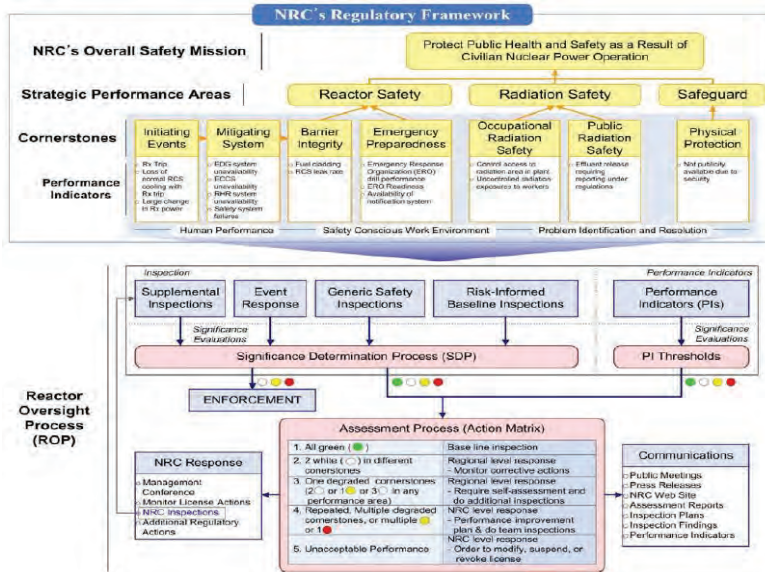 NRC's Regulatory Framework
NRC's Overall Safety Mission
Protect Public Health and Safety as a Result of
Civilian Nuclear Power Operation
Strategic Performance Areas
Reactor Safety
Radiation Safety
Safeguard
Cornerstones
Initiating
Events
Mitigating
System
Barrier
Integrity
Emergency
Preparedness
Occupational
Radiation
Safety
Public
Radiation
Safety
Physical
Protection
Performance
Indicators
Rx Trip
Loss of
normal RCS
cooling with
Rx trip
Large change
in Rx power
EDG system
unavailability
ECCS
unavailability
RHR system
unavailability
Safety system
failures
Fuel cladding
RCS leak rate
Emergency Response
Organization (ERO)
drill performance
ERO Readiness
Availability of
notification system
Control access to
radiation area in plant
Uncontrolled radiation
exposures to workers
Effluent release
requiring
reporting under
regulations
Not publicly
available due to
security
Human Performance
Safety Conscious Work Environment
Problem Identification and Resolution
Reactor
Oversight
Process
(ROP)
Inspection
Performance Indicators
Supplemental
Inspections
Event
Response
Generic Safety
Inspections
Risk-Informed
Baseline Inspections
Performance
Indicators (PIs)
Significance
Evaluations
Significance
Evaluations
Significance Determination Process (SDP)
PI Thresholds
ENFORCEMENT
Assessment Process (Action Matrix)
1. All green ( )
Base line inspection
2. 2 white ( ) in different
conerstones
Regional level response
- Monitor corrective actions
3. One degraded cornerstones
(2 or 1 or 3 in any
performance area)
Regional level response
- Require self-assessment and
do additional inspections
4. Repeated, Multiple degraded
cornerstones, or multiple
or 1
NRC level response
- Performance improvement
plan & do team inspections
5. Unacceptable Performance
NRC level response
- Order to modify, suspend, or
revoke license
NRC Response
Management
Conference
Monitor License Actions
NRC Inspections
Additional Regulatory
Actions
Communications
Public Meetings
Press Releases
NRC Web Site
Assessment Reports
Inspection Plans
Inspection Findings
Performance Indicators